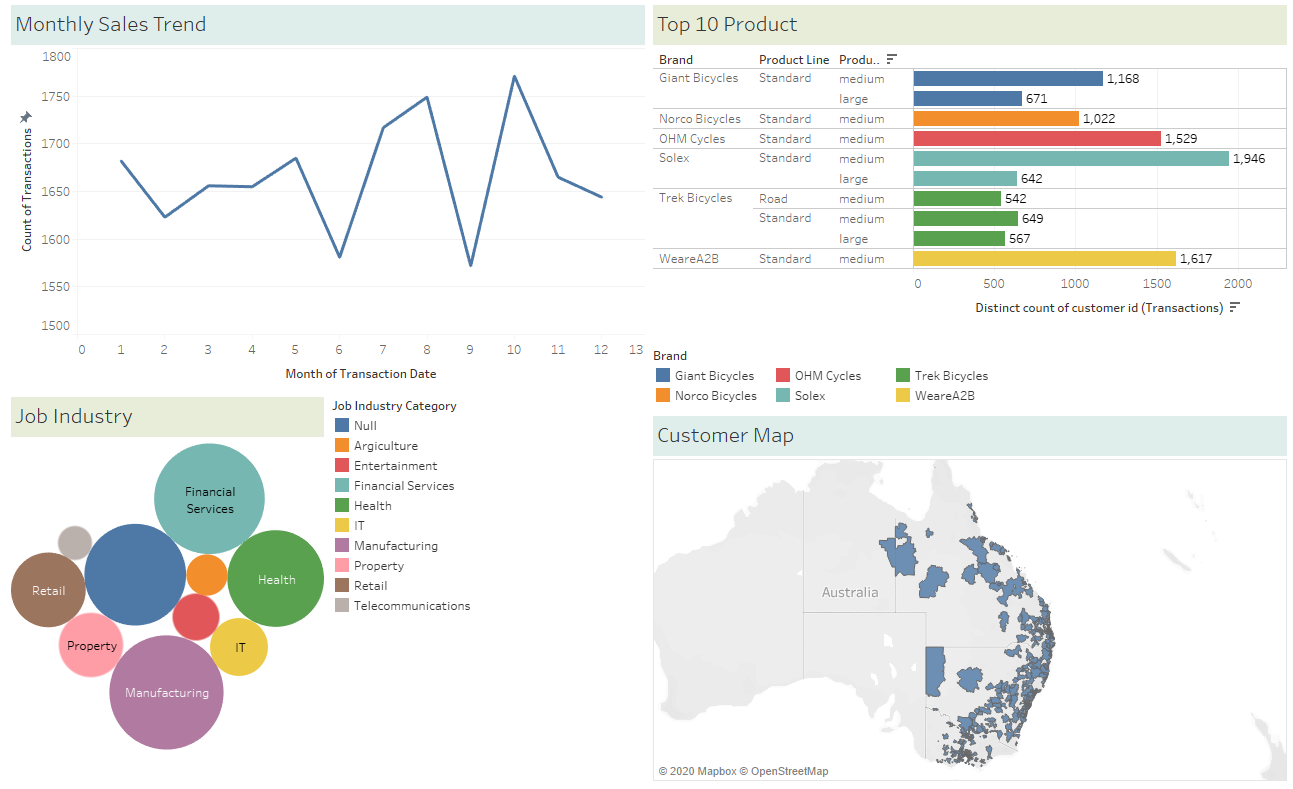 Monthly Sales Trend
1800
1750
1700
1650
1600
1550
1500
Count of Transactions
0 1 2 3 4 5 6 7 8 9 10 11 12 13
Month of Transaction Date
Top 10 Product
Brand Product Line Produ..
Giant Bicycles Standard medium 1,168
large 671
Norco Bicycles Standard medium 1,022
OHM Cycles Standard medium 1,529
Solex Standard medium 1,946
large 642
Trek Bicycles Road medium 542
Standard medium 649
large 567
WeareA2B Standard medium 1,617
0 500 1000 1500 2000
Distinct count of customer id (Transactions)
Brand
Giant Bicycles OHM Cycles Trek Bicycles
Norco Bicycles Solex WeareA2B
Job Industry
Financial
Services
Health
Retail
Property
IT
Manufacturing
Job Industry Category
Null
Argiculture
Entertainment
Financial Services
Health
IT
Manufacturing
Property
Retail
Telecommunications
Customer Map
Australia
© 2020 Mapbox © OpenStreetMap